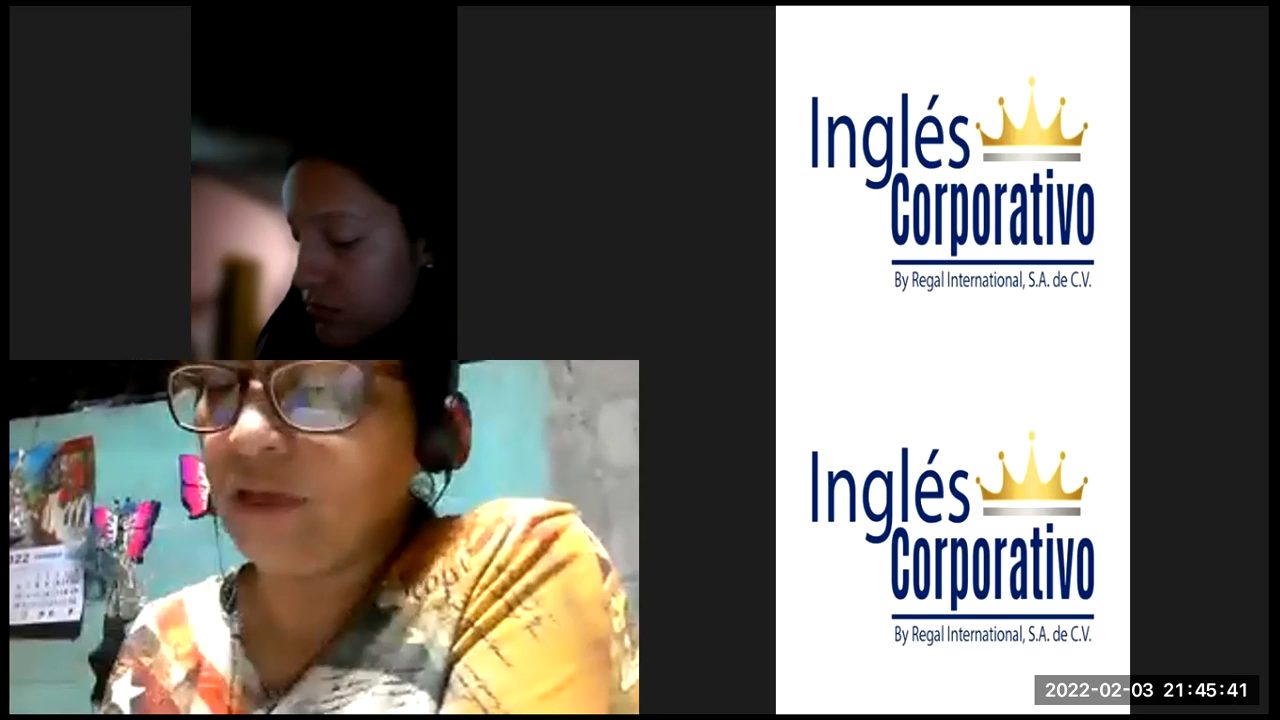 Inglés
Corporativo
By Regal International, S.A. de C.V.
Inglés
Corporativo
By Regal International, S.A. de C.V.
2022-02-03 21:45:41